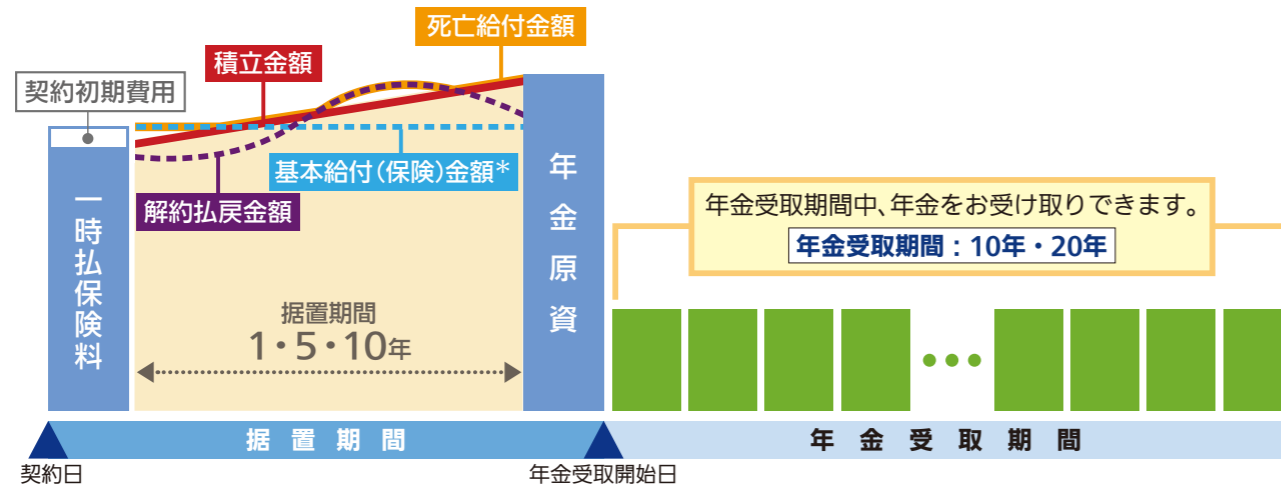 死亡給付金額
積立金額
契約初期費用
基本給付(保険)金額*
解約払戻金額
一時払保険料
年金原資
据置期間
1・5・10年
年金受取期間中、年金をお受け取りできます。
年金受取期間:10年・20年
据置期間
年金受取期間
契約日
年金受取開始日